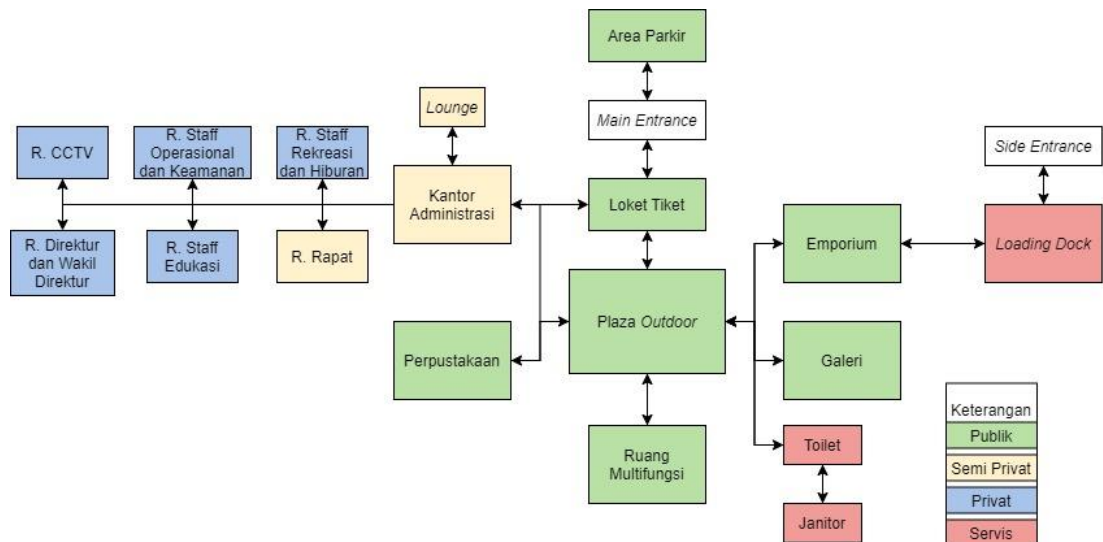 Area Parkir
Main Entrance
Lounge
R. CCTV
R. Staff
Operasional
dan Keamanan
R. Staff
Rekreasi
dan Hiburan
Kantor
Administrasi
Loket Tiket
Side Entrance
R. Direktur
dan Wakil
Direktur
R. Staff
Edukasi
R. Rapat
Emporium
Loading Dock
Plaza Outdoor
Perpustakaan
Galeri
Ruang
Multifungsi
Toilet
Janitor
Keterangan
Publik
Semi Privat
Privat
Servis